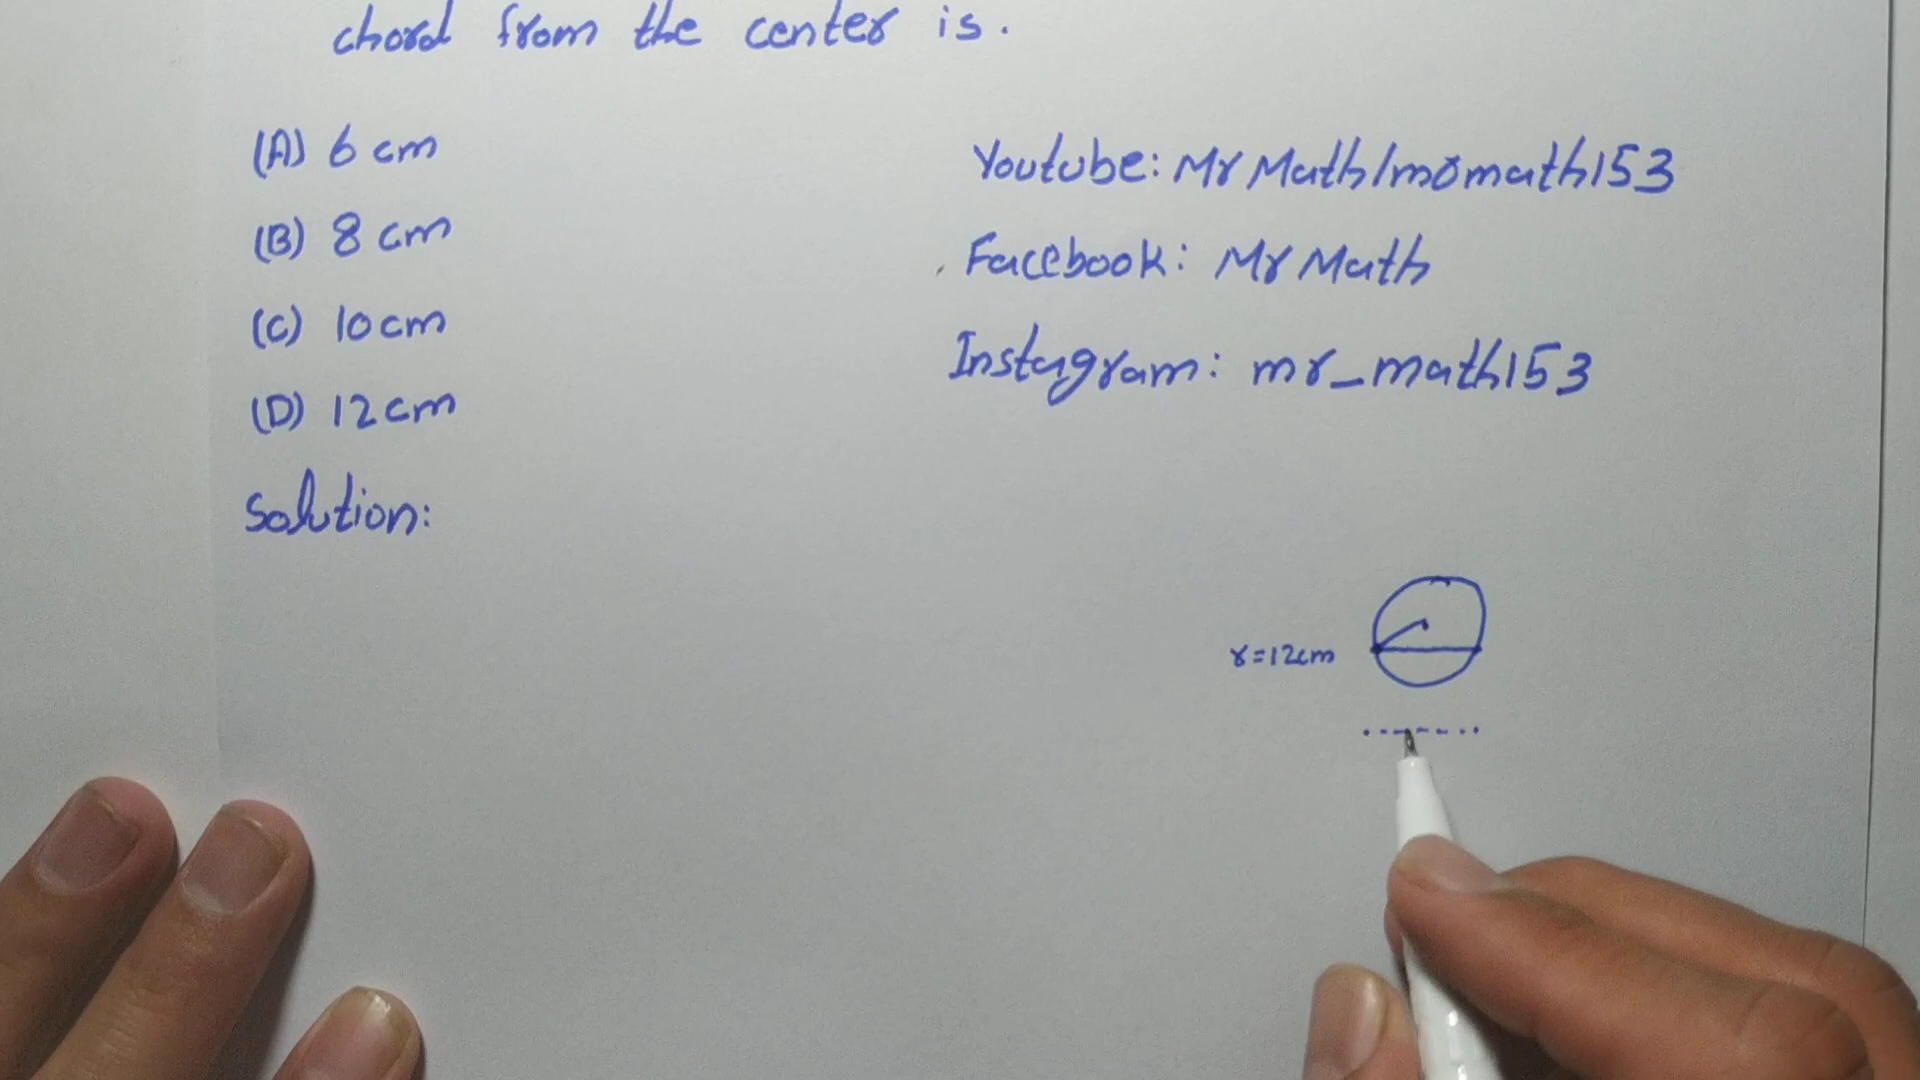 chord from the center is.
(A) 6 cm
(B) 8 cm
(C) 10 cm
(D) 12 cm
Youtube: Mr Math/mrmath153
Facebook: Mr Math
Instagram: mr_math153
Solution:
r=12cm